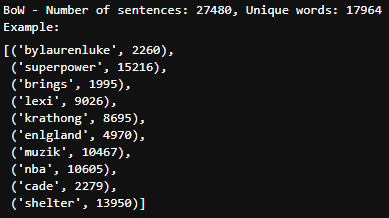 BoW - Number of sentences: 27480, Unique words: 17964
Example:
[('bylaurenluke', 2260),
('superpower', 15216),
('brings', 1995),
('lexi', 9026),
('krathong', 8695),
('enlgland', 4970),
('muzik', 10467),
('nba', 10605),
('cade', 2279),
('shelter', 13950)]